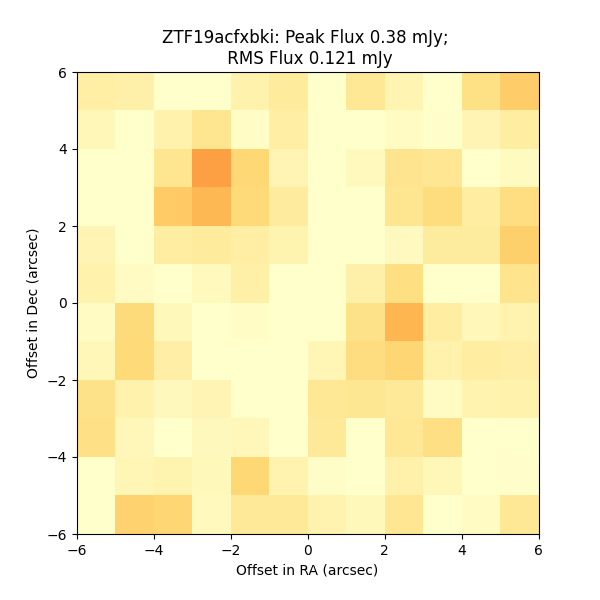 ZTF19acfxbki: Peak Flux 0.38 mJy;
RMS Flux 0.121 mJy
6
4
2
0
−2
−4
−6
Offset in Dec (arcsec)
−6 −4 −2 0 2 4 6
Offset in RA (arcsec)